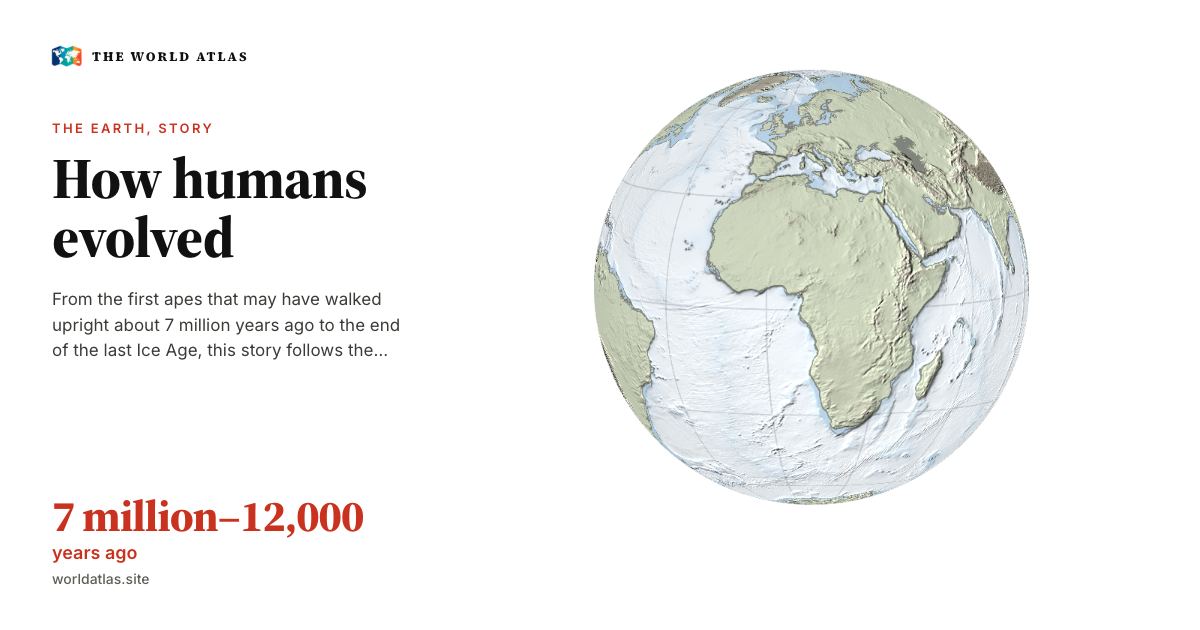 THE WORLD ATLAS
THE EARTH, STORY
How humans
evolved
From the first apes that may have walked
upright about 7 million years ago to the end
of the last Ice Age, this story follows the...
7 million–12,000
years ago
worldatlas.site